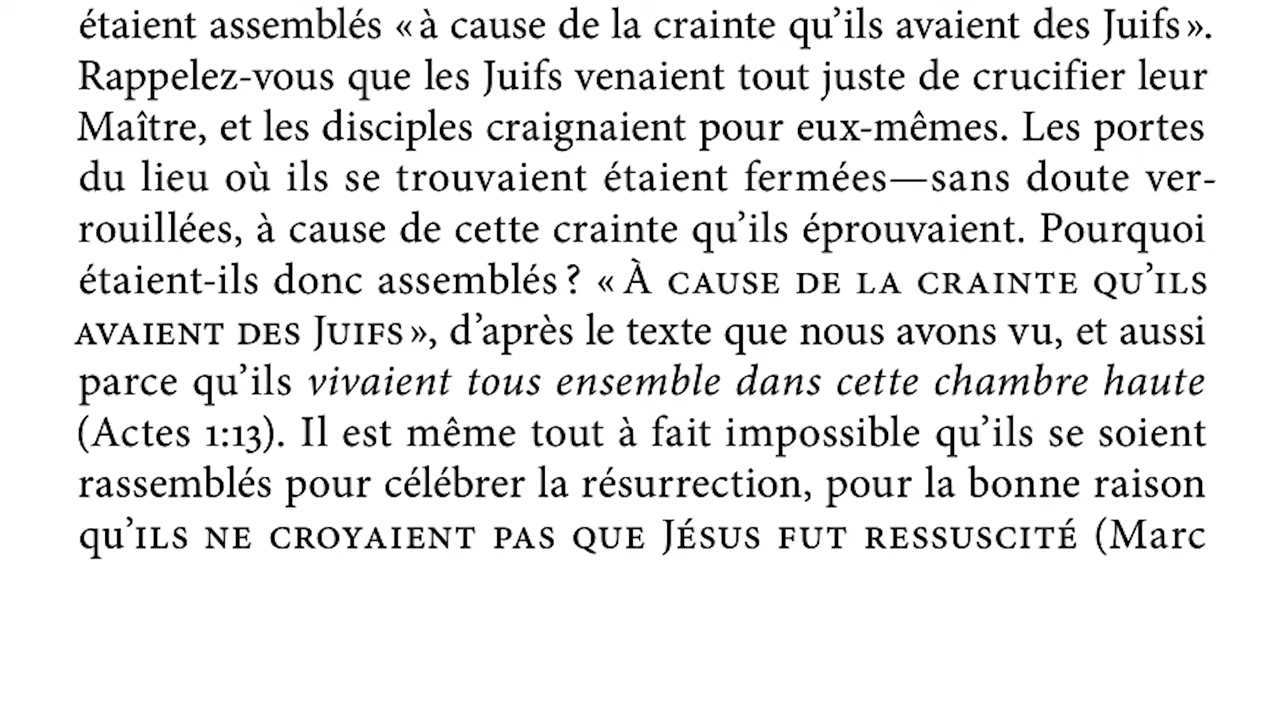 étaient assemblés « à cause de la crainte qu’ils avaient des Juifs ».
Rappelez-vous que les Juifs venaient tout juste de crucifier leur
Maître, et les disciples craignaient pour eux-mêmes. Les portes
du lieu où ils se trouvaient étaient fermées—sans doute ver-
rouillées, à cause de cette crainte qu’ils éprouvaient. Pourquoi
étaient-ils donc assemblés ? « À CAUSE DE LA CRAINTE QU’ILS
AVAIENT DES JUIFS », d’après le texte que nous avons vu, et aussi
parce qu’ils vivaient tous ensemble dans cette chambre haute
(Actes 1:13). Il est même tout à fait impossible qu’ils se soient
rassemblés pour célébrer la résurrection, pour la bonne raison
qu’ILS NE CROYAIENT PAS QUE JÉSUS FUT RESSUSCITÉ (Marc